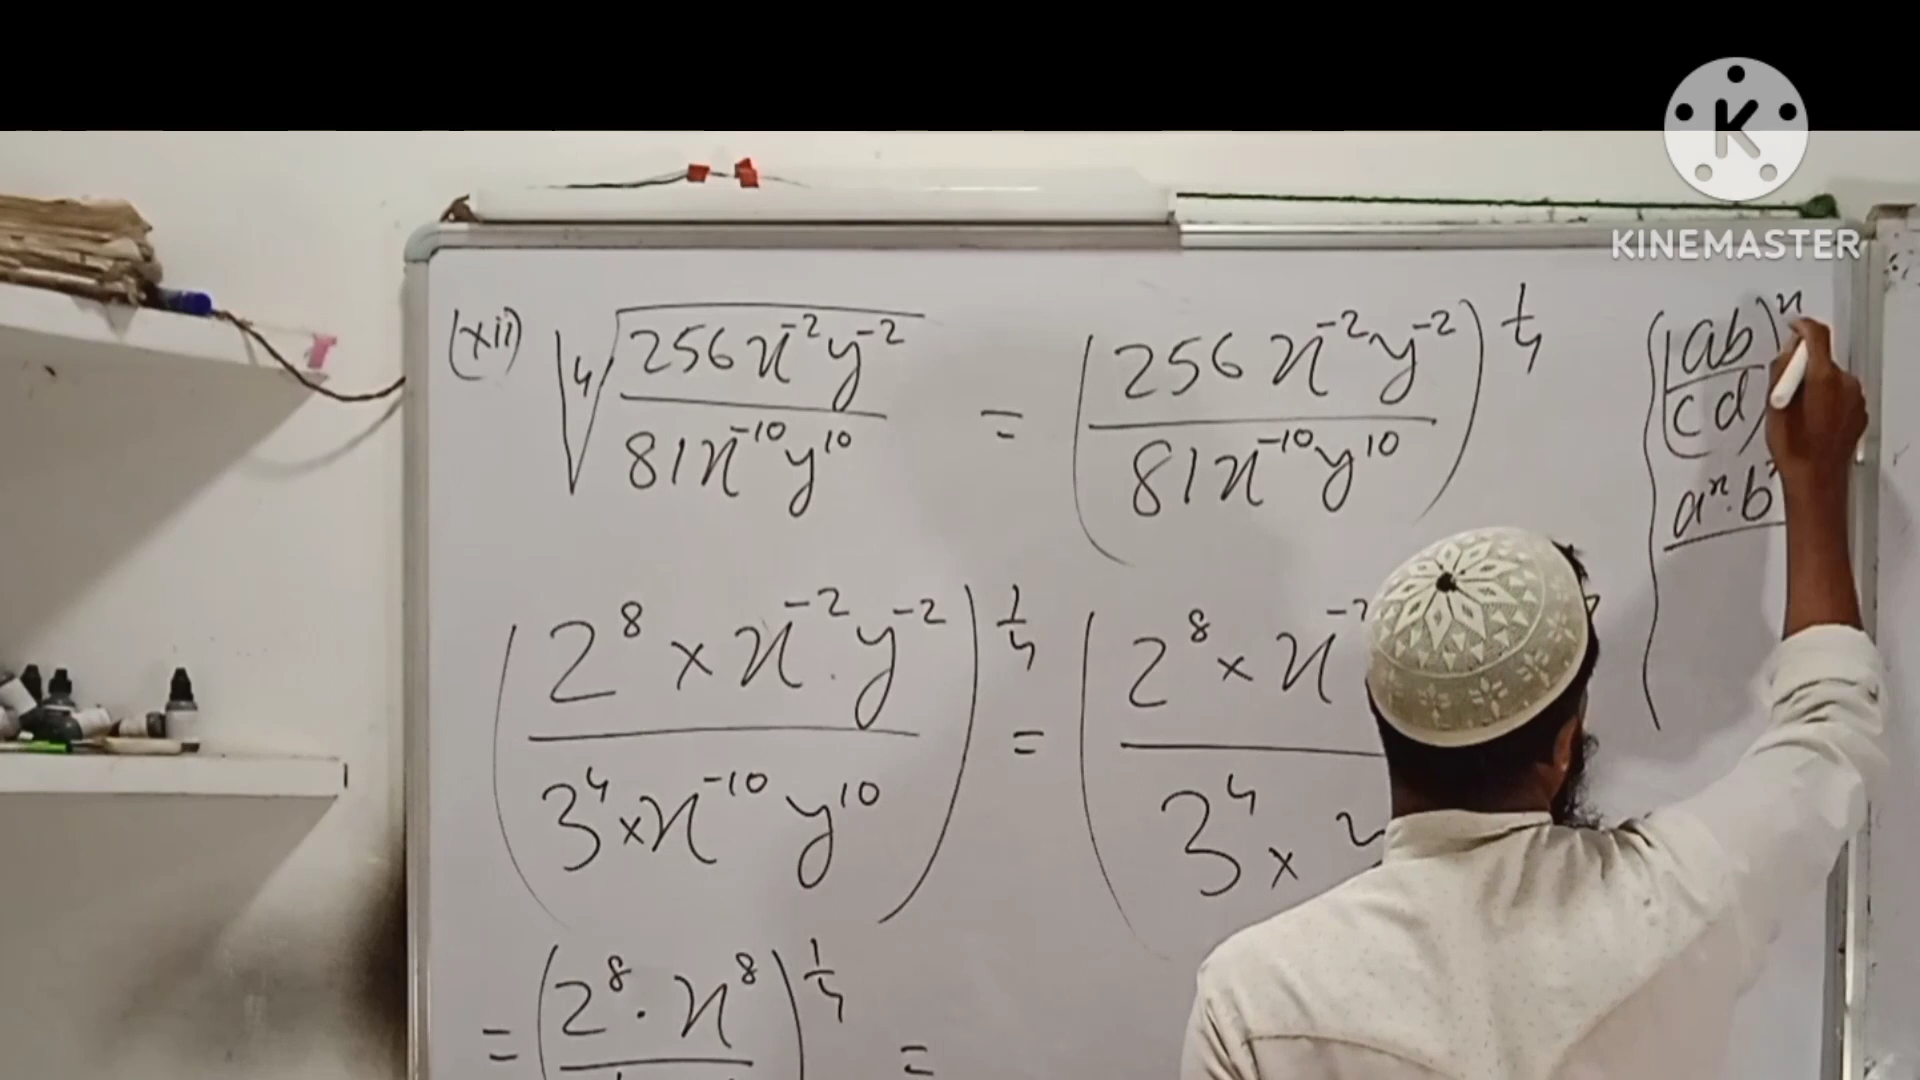 K
KINEMASTER
(xii) ∜(256x⁻²y⁻² / 81x⁻¹⁰y¹⁰) = (256x⁻²y⁻² / 81x⁻¹⁰y¹⁰)^(1/4)
(ab / cd)ⁿ
aⁿ.b
(2⁸ × x⁻².y⁻² / 3⁴ × x⁻¹⁰ y¹⁰)^(1/4) = (2⁸ × x⁻ / 3⁴ ×
= (2⁸ · x⁸ / )^(1/4) =